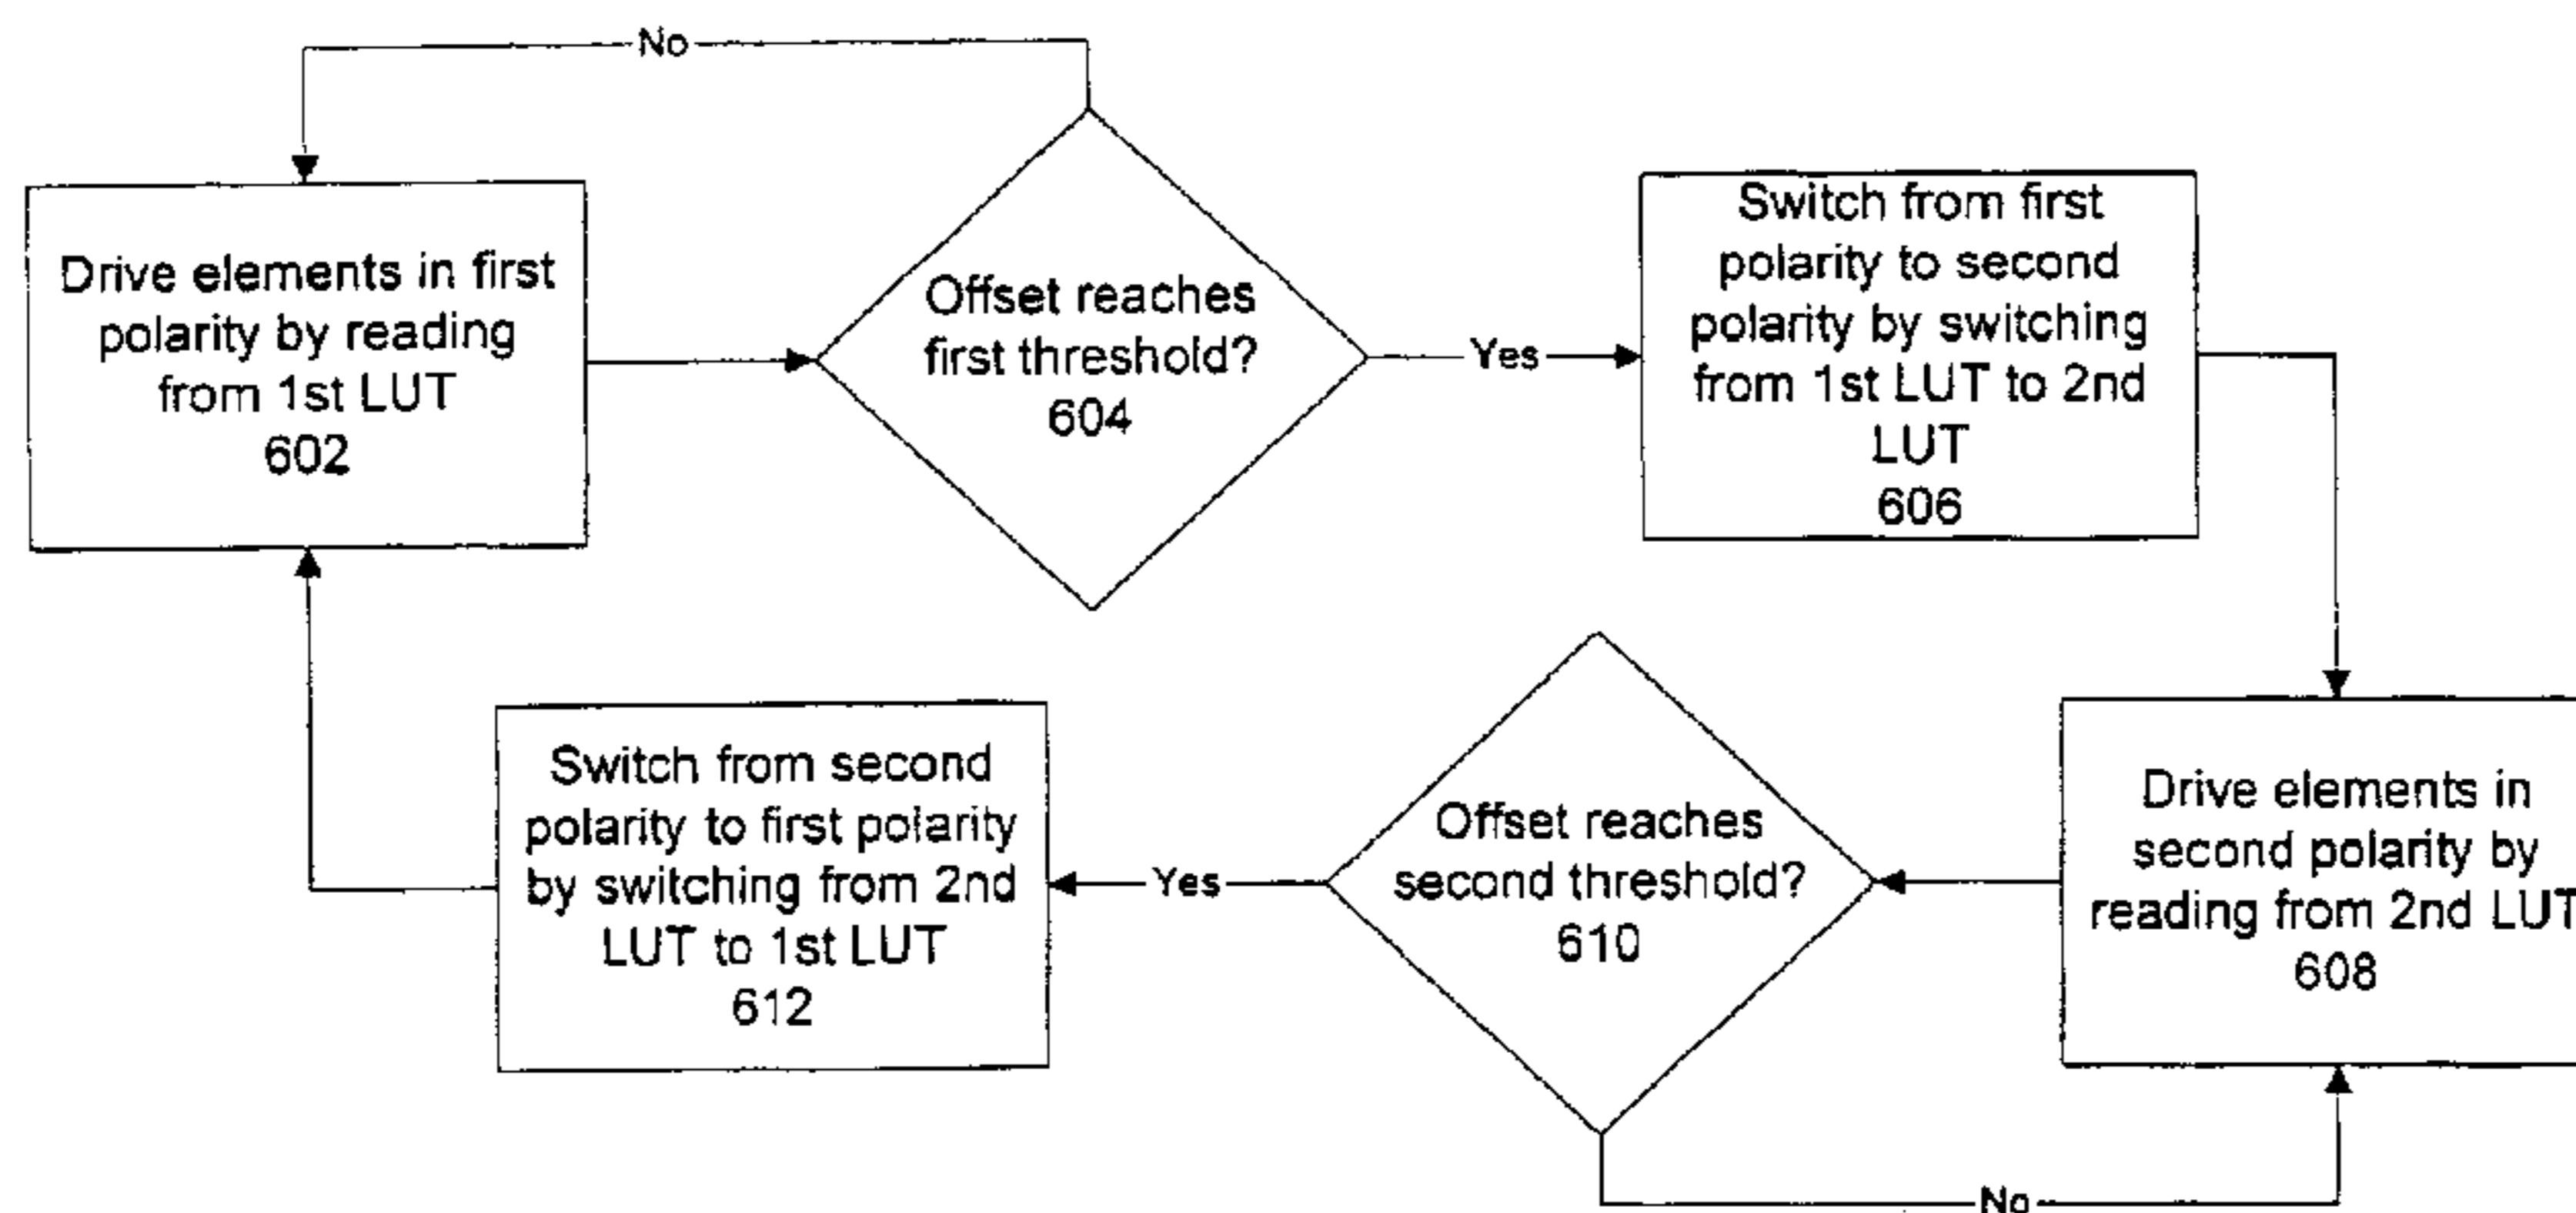 No
Drive elements in first
polarity by reading
from 1st LUT
602
Offset reaches
first threshold?
604
Yes
Switch from first
polarity to second
polarity by switching
from 1st LUT to 2nd
LUT
606
Drive elements in
second polarity by
reading from 2nd LUT
608
Offset reaches
second threshold?
610
No
Yes
Switch from second
polarity to first polarity
by switching from 2nd
LUT to 1st LUT
612